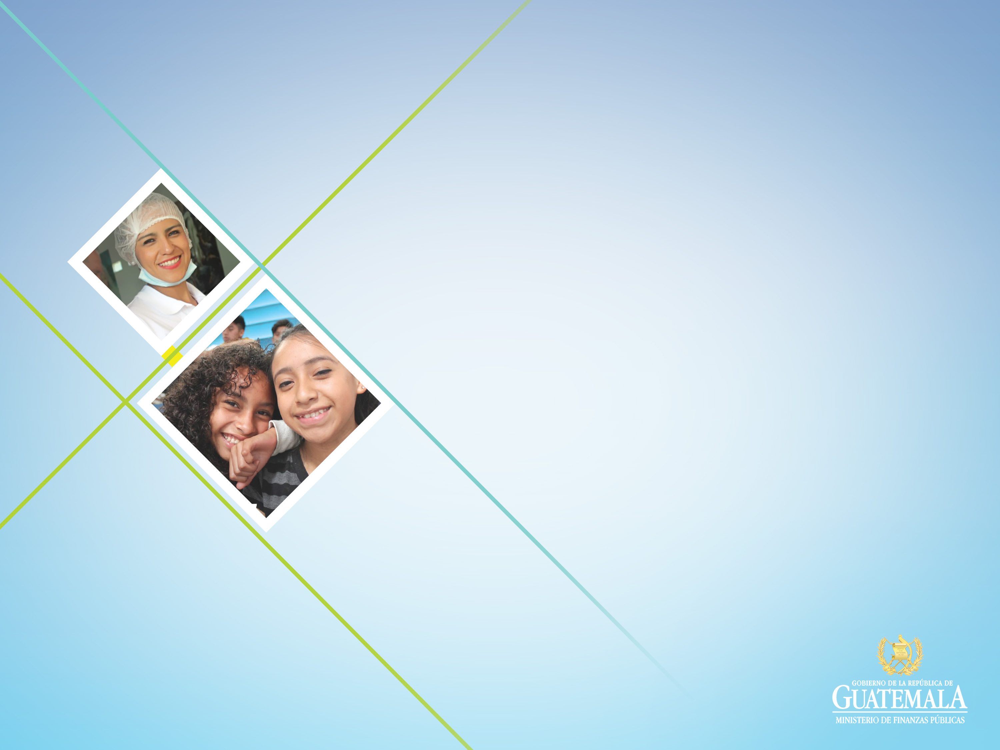 GOBIERNO DE LA REPÚBLICA DE
GUATEMALA
MINISTERIO DE FINANZAS PÚBLICAS